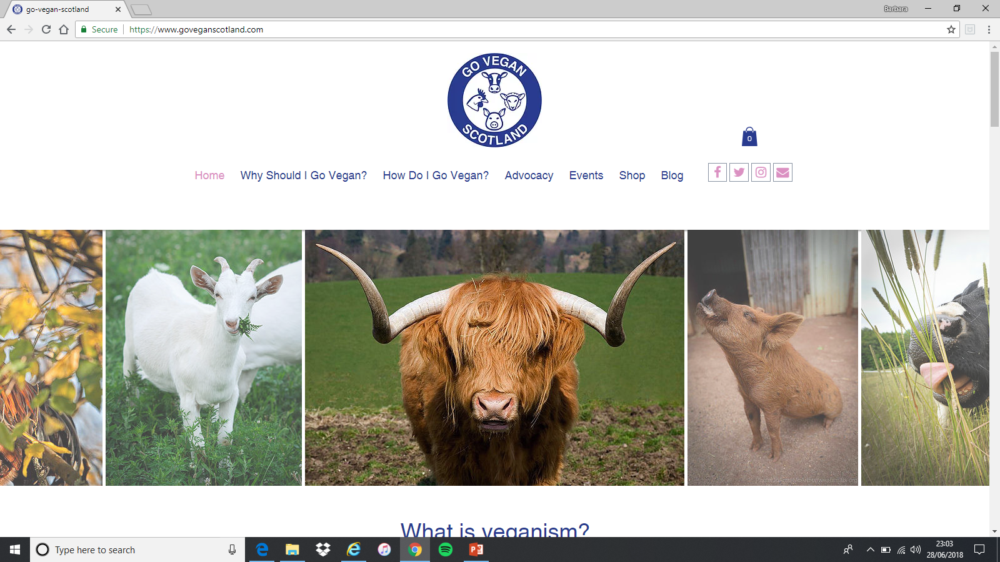 go-vegan-scotland
Barbara
Secure
https://www.goveganscotland.com
GO VEGAN
SCOTLAND
0
Home
Why Should I Go Vegan?
How Do I Go Vegan?
Advocacy
Events
Shop
Blog
What is veganism?
Type here to search
23:03
28/06/2018